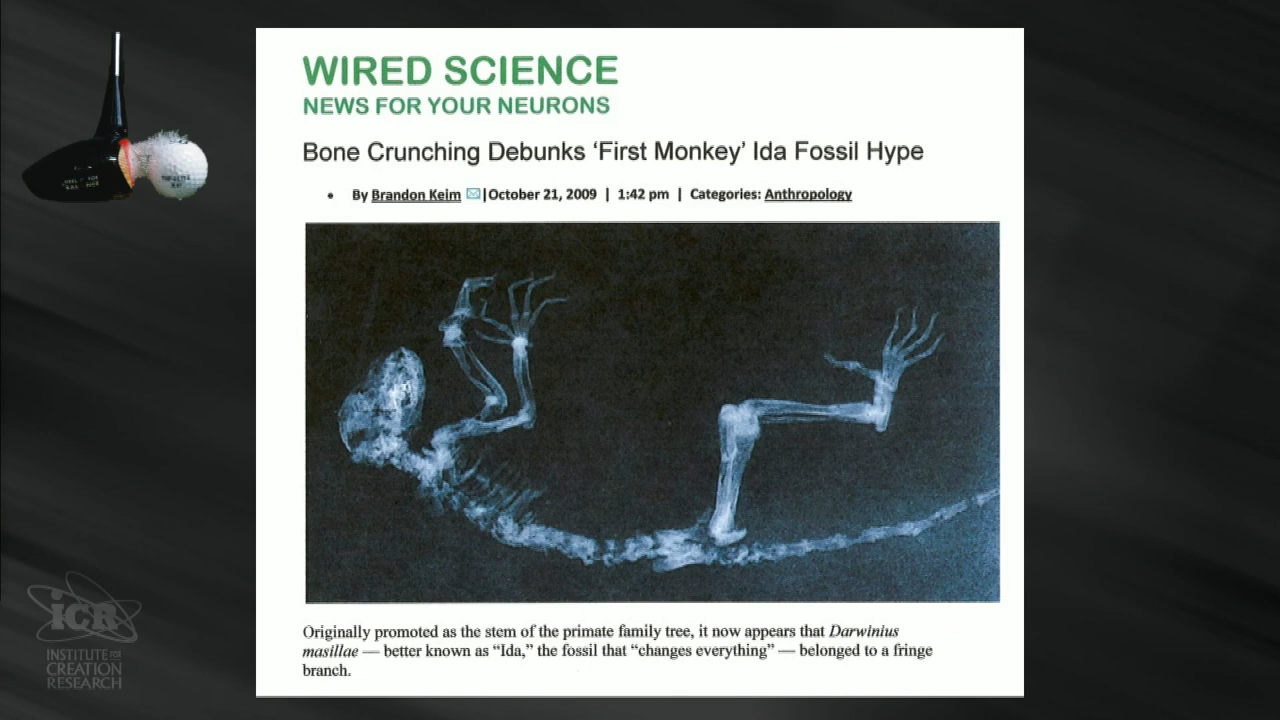 WIRED SCIENCE
NEWS FOR YOUR NEURONS
Bone Crunching Debunks ‘First Monkey’ Ida Fossil Hype
• By Brandon Keim |October 21, 2009 | 1:42 pm | Categories: Anthropology
Originally promoted as the stem of the primate family tree, it now appears that Darwinius
masillae — better known as “Ida,” the fossil that “changes everything” — belonged to a fringe
branch.
iCR
INSTITUTE FOR
CREATION
RESEARCH